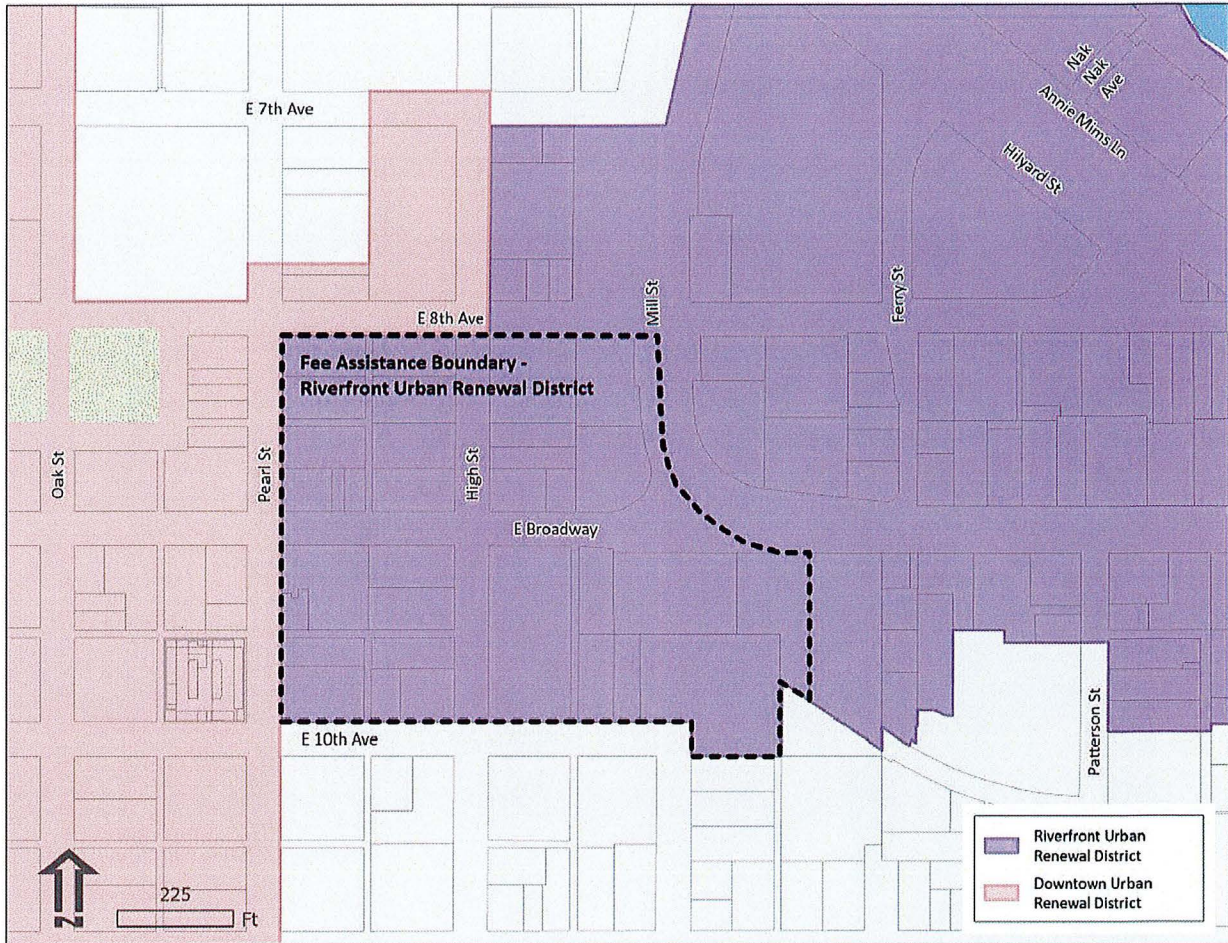 E 7th Ave
Nak
Nak
Ave
Annie Mims Ln
Hilyard St
Mill St
Ferry St
E 8th Ave
Fee Assistance Boundary -
Riverfront Urban Renewal District
Oak St
Pearl St
High St
E Broadway
E 10th Ave
Patterson St
Riverfront Urban
Renewal District
Downtown Urban
Renewal District
N
225
Ft